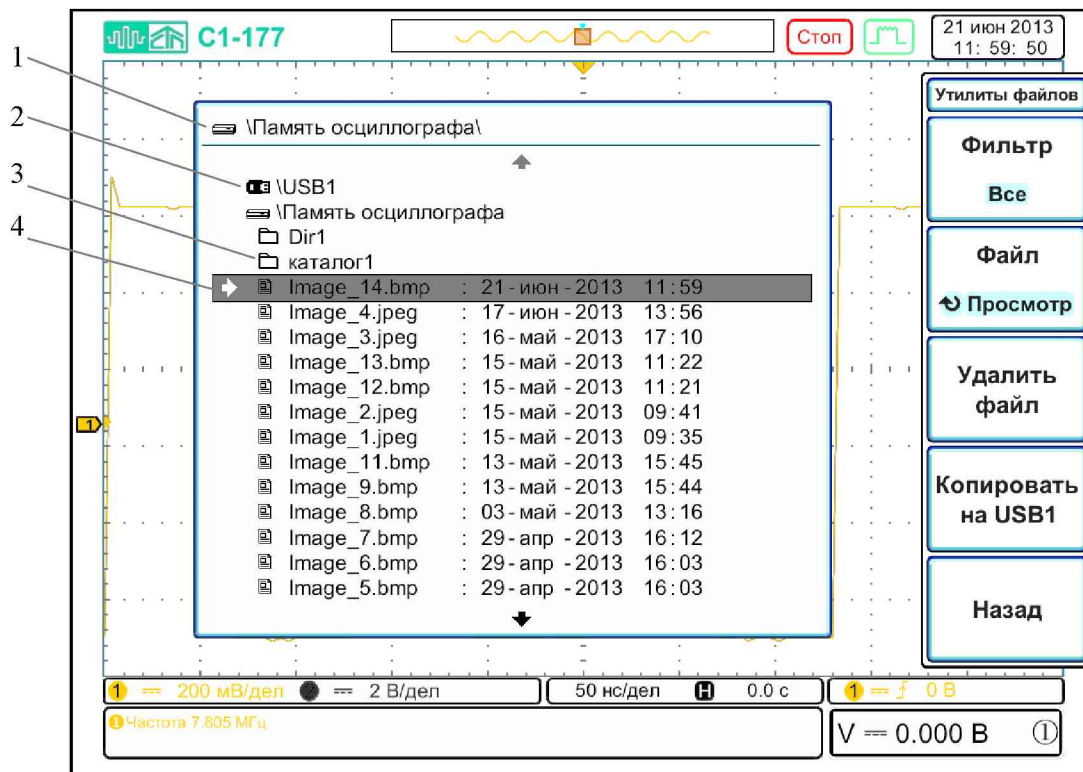 С1-177
Стоп
21 июн 2013
11: 59: 50
1
2
3
4
\Память осциллографа\
\USB1
\Память осциллографа
Dir1
каталог1
Image_14.bmp : 21-июн-2013 11:59
Image_4.jpeg : 17-июн-2013 13:56
Image_3.jpeg : 16-май-2013 17:10
Image_13.bmp : 15-май-2013 11:22
Image_12.bmp : 15-май-2013 11:21
Image_2.jpeg : 15-май-2013 09:41
Image_1.jpeg : 15-май-2013 09:35
Image_11.bmp : 13-май-2013 15:45
Image_9.bmp : 13-май-2013 15:44
Image_8.bmp : 03-май-2013 13:16
Image_7.bmp : 29-апр-2013 16:12
Image_6.bmp : 29-апр-2013 16:03
Image_5.bmp : 29-апр-2013 16:03
Утилиты файлов
Фильтр
Все
Файл
Просмотр
Удалить
файл
Копировать
на USB1
Назад
1
1 200 мВ/дел 2 2 В/дел
50 нс/дел H 0.0 с
1 0 В
1 Частота 7.805 МГц
V 0.000 В ①